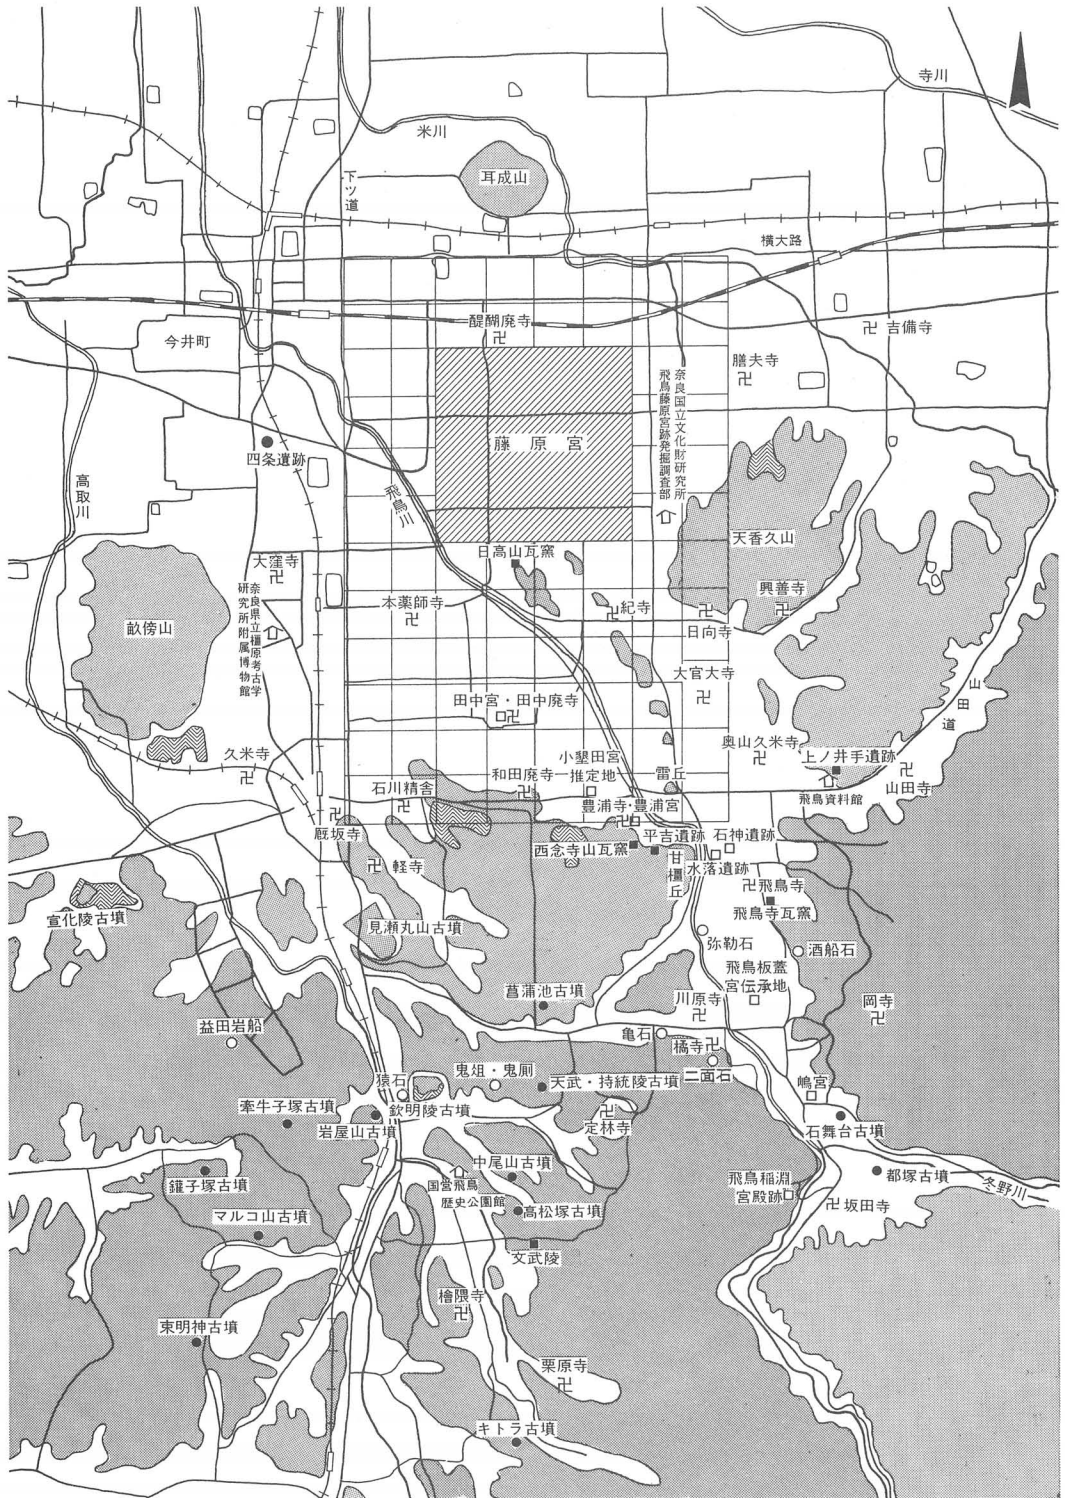 寺川
米川
耳成山
下ツ道
横大路
醍醐廃寺
吉備寺
今井町
膳夫寺
奈良国立文化財研究所
飛鳥藤原宮跡発掘調査部
藤原宮
四条遺跡
高取川
飛鳥川
天香久山
日高山瓦窯
大窪寺
興善寺
奈良県立橿原考古学
研究所附属博物館
本薬師寺
紀寺
日向寺
畝傍山
大官大寺
山田道
田中宮・田中廃寺
奥山久米寺
久米寺
小墾田宮
推定地
上ノ井手遺跡
和田廃寺
雷丘
石川精舎
山田寺
飛鳥資料館
豊浦寺・豊浦宮
厩坂寺
平吉遺跡
石神遺跡
西念寺山瓦窯
甘樫丘
水落遺跡
軽寺
飛鳥寺
飛鳥寺瓦窯
宣化陵古墳
見瀬丸山古墳
弥勒石
酒船石
飛鳥板蓋
宮伝承地
菖蒲池古墳
川原寺
岡寺
益田岩船
亀石
橘寺
鬼俎・鬼厠
二面石
猿石
天武・持統陵古墳
嶋宮
牽牛子塚古墳
欽明陵古墳
岩屋山古墳
定林寺
石舞台古墳
中尾山古墳
都塚古墳
鑵子塚古墳
国営飛鳥
歴史公園館
飛鳥稲淵
宮殿跡
冬野川
高松塚古墳
坂田寺
マルコ山古墳
文武陵
檜隈寺
束明神古墳
栗原寺
キトラ古墳